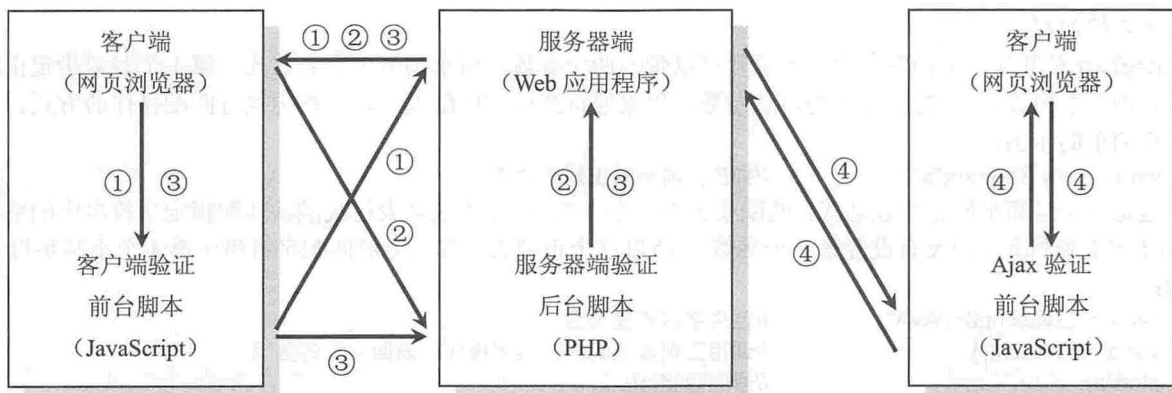 客户端
（网页浏览器）
① ③
客户端验证
前台脚本
（JavaScript）
① ② ③
①
②
③
服务器端
（Web 应用程序）
② ③
服务器端验证
后台脚本
（PHP）
④
④
客户端
（网页浏览器）
④ ④
Ajax 验证
前台脚本
（JavaScript）